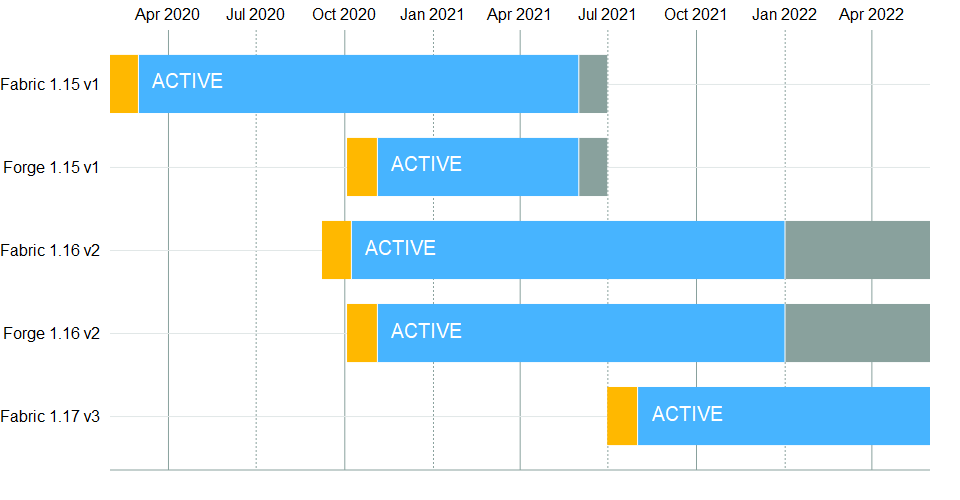 Apr 2020 Jul 2020 Oct 2020 Jan 2021 Apr 2021 Jul 2021 Oct 2021 Jan 2022 Apr 2022
Fabric 1.15 v1 ACTIVE
Forge 1.15 v1 ACTIVE
Fabric 1.16 v2 ACTIVE
Forge 1.16 v2 ACTIVE
Fabric 1.17 v3 ACTIVE